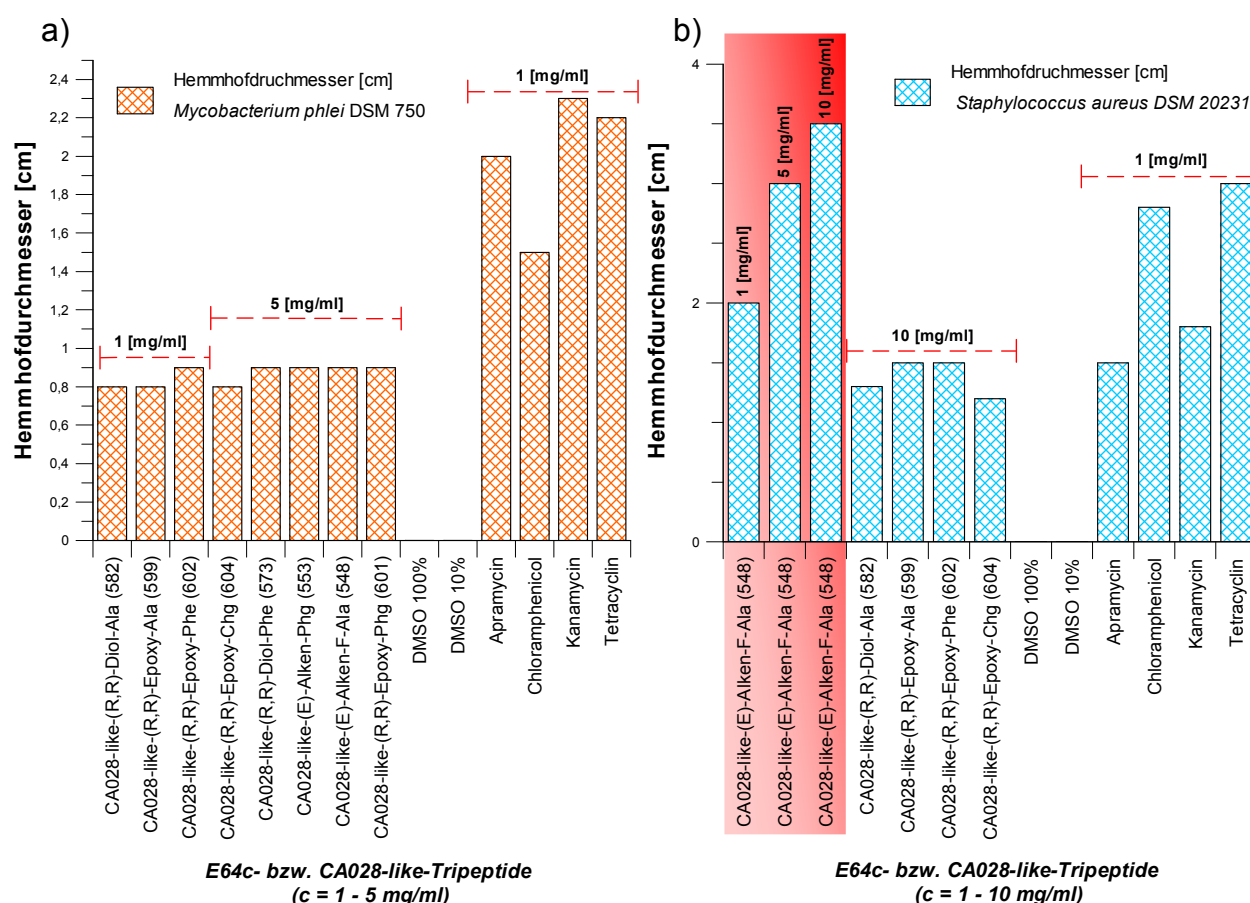 a)
Hemmhofdruchmesser [cm]
Mycobacterium phlei DSM 750
1 [mg/ml]
5 [mg/ml]
1 [mg/ml]
Hemmhofdurchmesser [cm]
2,4
2,2
2
1,8
1,6
1,4
1,2
1
0,8
0,6
0,4
0,2
0
CA028-like-(R,R)-Diol-Ala (582)
CA028-like-(R,R)-Epoxy-Ala (599)
CA028-like-(R,R)-Epoxy-Phe (602)
CA028-like-(R,R)-Epoxy-Chg (604)
CA028-like-(R,R)-Diol-Phe (573)
CA028-like-(E)-Alken-Phg (553)
CA028-like-(E)-Alken-F-Ala (548)
CA028-like-(R,R)-Epoxy-Phg (601)
DMSO 100%
DMSO 10%
Apramycin
Chloramphenicol
Kanamycin
Tetracyclin
E64c- bzw. CA028-like-Tripeptide
(c = 1 - 5 mg/ml)
b)
Hemmhofdruchmesser [cm]
Staphylococcus aureus DSM 20231
1 [mg/ml]
5 [mg/ml]
10 [mg/ml]
10 [mg/ml]
1 [mg/ml]
Hemmhofdurchmesser [cm]
4
2
0
CA028-like-(E)-Alken-F-Ala (548)
CA028-like-(E)-Alken-F-Ala (548)
CA028-like-(E)-Alken-F-Ala (548)
CA028-like-(R,R)-Diol-Ala (582)
CA028-like-(R,R)-Epoxy-Ala (599)
CA028-like-(R,R)-Epoxy-Phe (602)
CA028-like-(R,R)-Epoxy-Chg (604)
DMSO 100%
DMSO 10%
Apramycin
Chloramphenicol
Kanamycin
Tetracyclin
E64c- bzw. CA028-like-Tripeptide
(c = 1 - 10 mg/ml)